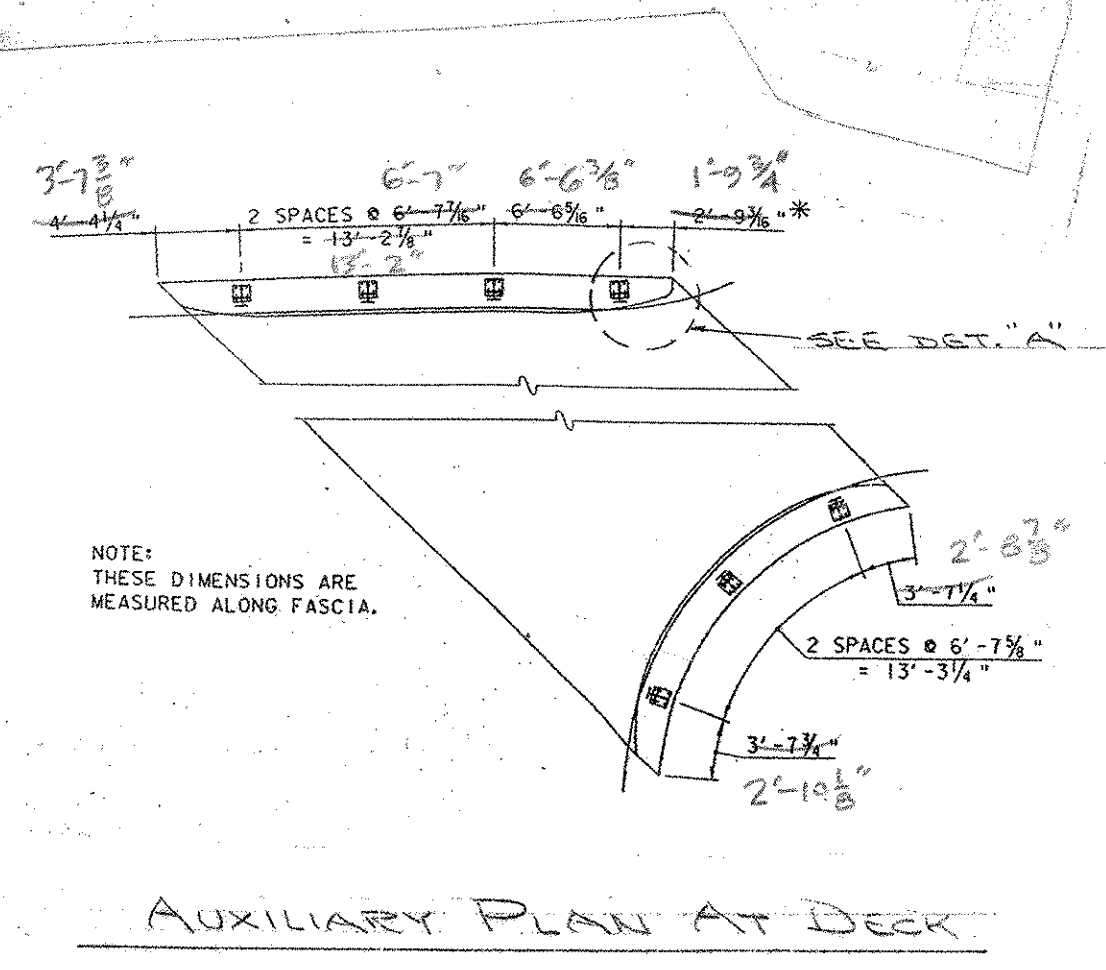 3'-7 3/8" 6'-7" 6'-6 3/8" 1'-9 3/4"
4'-4 1/4" 2 SPACES @ 6'-7 7/16" 6'-6 5/16" 2'-9 3/16" *
= 13'-2 7/8"
13'-2"
SEE DET. "A"
NOTE:
THESE DIMENSIONS ARE
MEASURED ALONG FASCIA.
2'-8 7/8"
3'-7 1/4"
2 SPACES @ 6'-7 5/8"
= 13'-3 1/4"
3'-7 3/4"
2'-10 1/8"
AUXILIARY PLAN AT DECK